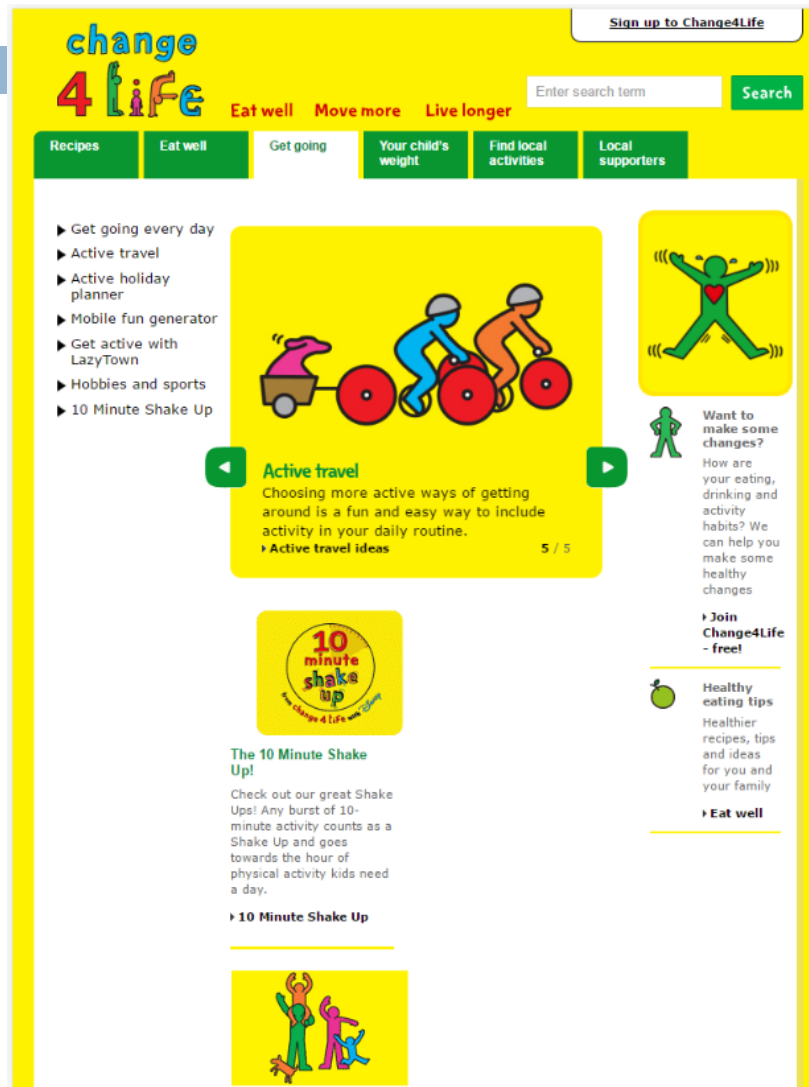 Sign up to Change4Life
change
4 Life
Eat well Move more Live longer
Enter search term
Search
Recipes
Eat well
Get going
Your child's
weight
Find local
activities
Local
supporters
Get going every day
Active travel
Active holiday
planner
Mobile fun generator
Get active with
LazyTown
Hobbies and sports
10 Minute Shake Up
Active travel
Choosing more active ways of getting
around is a fun and easy way to include
activity in your daily routine.
Active travel ideas
5 / 5
10
minute
shake
up
from change 4 Life with Disney
The 10 Minute Shake
Up!
Check out our great Shake
Ups! Any burst of 10-
minute activity counts as a
Shake Up and goes
towards the hour of
physical activity kids need
a day.
10 Minute Shake Up
Want to
make some
changes?
How are
your eating,
drinking and
activity
habits? We
can help you
make some
healthy
changes
Join
Change4Life
- free!
Healthy
eating tips
Healthier
recipes, tips
and ideas
for you and
your family
Eat well